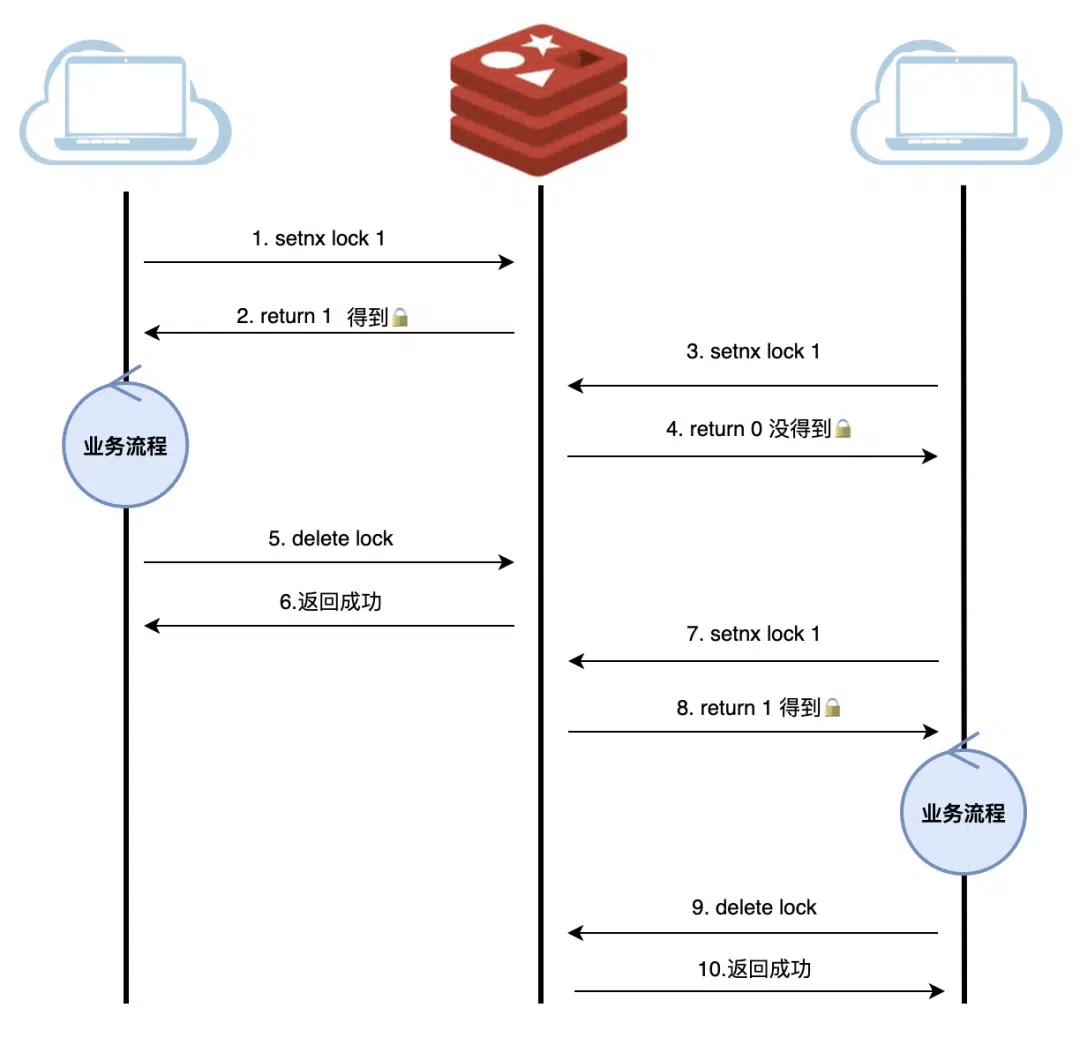 1. setnx lock 1
2. return 1 得到🔒
3. setnx lock 1
4. return 0 没得到🔒
业务流程
5. delete lock
6.返回成功
7. setnx lock 1
8. return 1 得到🔒
业务流程
9. delete lock
10.返回成功